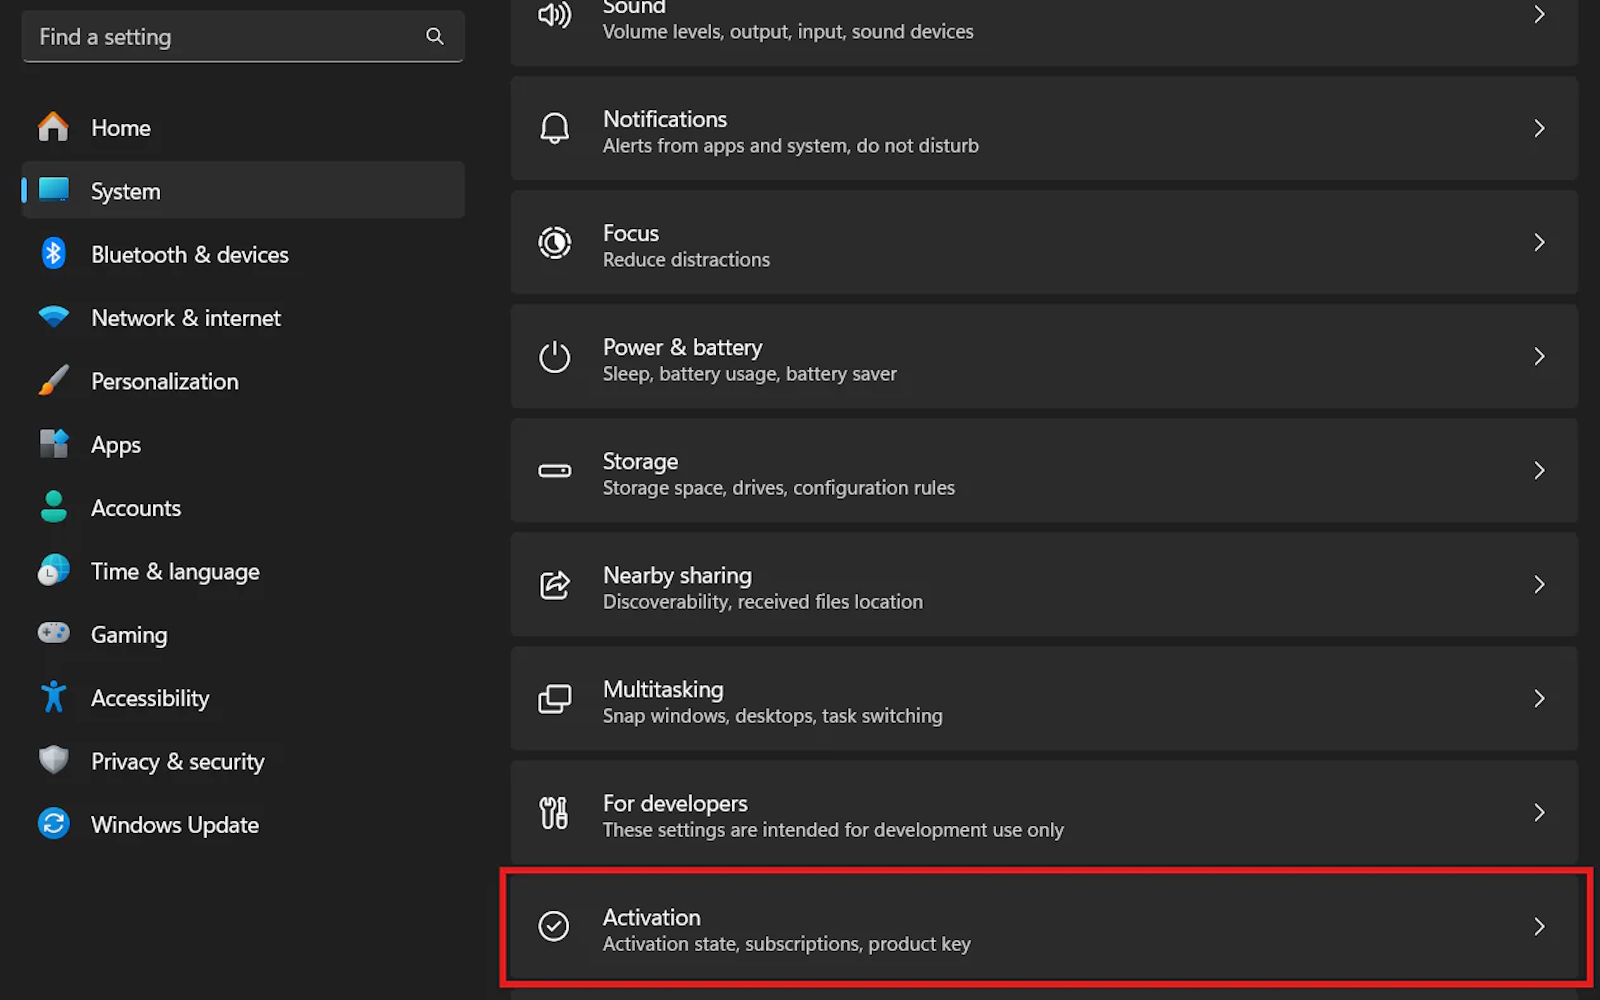 Find a setting
Home
System
Bluetooth & devices
Network & internet
Personalization
Apps
Accounts
Time & language
Gaming
Accessibility
Privacy & security
Windows Update
Sound
Volume levels, output, input, sound devices
Notifications
Alerts from apps and system, do not disturb
Focus
Reduce distractions
Power & battery
Sleep, battery usage, battery saver
Storage
Storage space, drives, configuration rules
Nearby sharing
Discoverability, received files location
Multitasking
Snap windows, desktops, task switching
For developers
These settings are intended for development use only
Activation
Activation state, subscriptions, product key